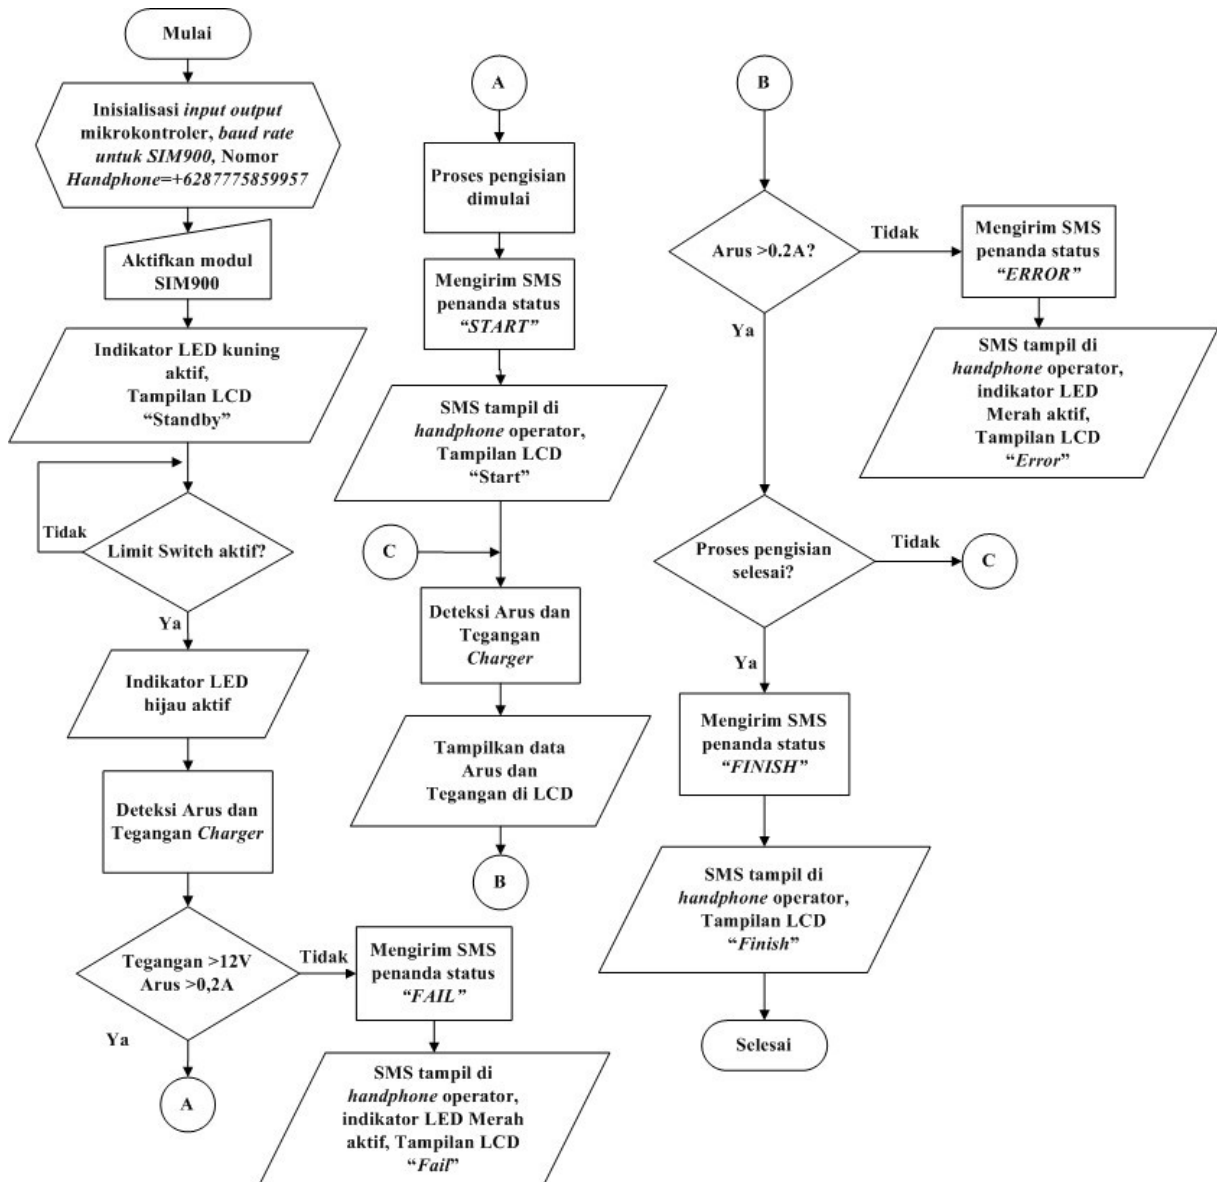 Mulai
Inisialisasi input output
mikrokontroler, baud rate
untuk SIM900, Nomor
Handphone=+6287775859957
Aktifkan modul
SIM900
Indikator LED kuning
aktif,
Tampilan LCD
“Standby”
Tidak
Limit Switch aktif?
Ya
Indikator LED
hijau aktif
Deteksi Arus dan
Tegangan Charger
Tegangan >12V
Arus >0,2A
Tidak
Ya
A
Mengirim SMS
penanda status
“FAIL”
SMS tampil di
handphone operator,
indikator LED Merah
aktif, Tampilan LCD
“Fail”
A
Proses pengisian
dimulai
Mengirim SMS
penanda status
“START”
SMS tampil di
handphone operator,
Tampilan LCD
“Start”
C
Deteksi Arus dan
Tegangan
Charger
Tampilkan data
Arus dan
Tegangan di LCD
B
B
Arus >0.2A?
Tidak
Ya
Mengirim SMS
penanda status
“ERROR”
SMS tampil di
handphone operator,
indikator LED
Merah aktif,
Tampilan LCD
“Error”
Proses pengisian
selesai?
Tidak
C
Ya
Mengirim SMS
penanda status
“FINISH”
SMS tampil di
handphone operator,
Tampilan LCD
“Finish”
Selesai